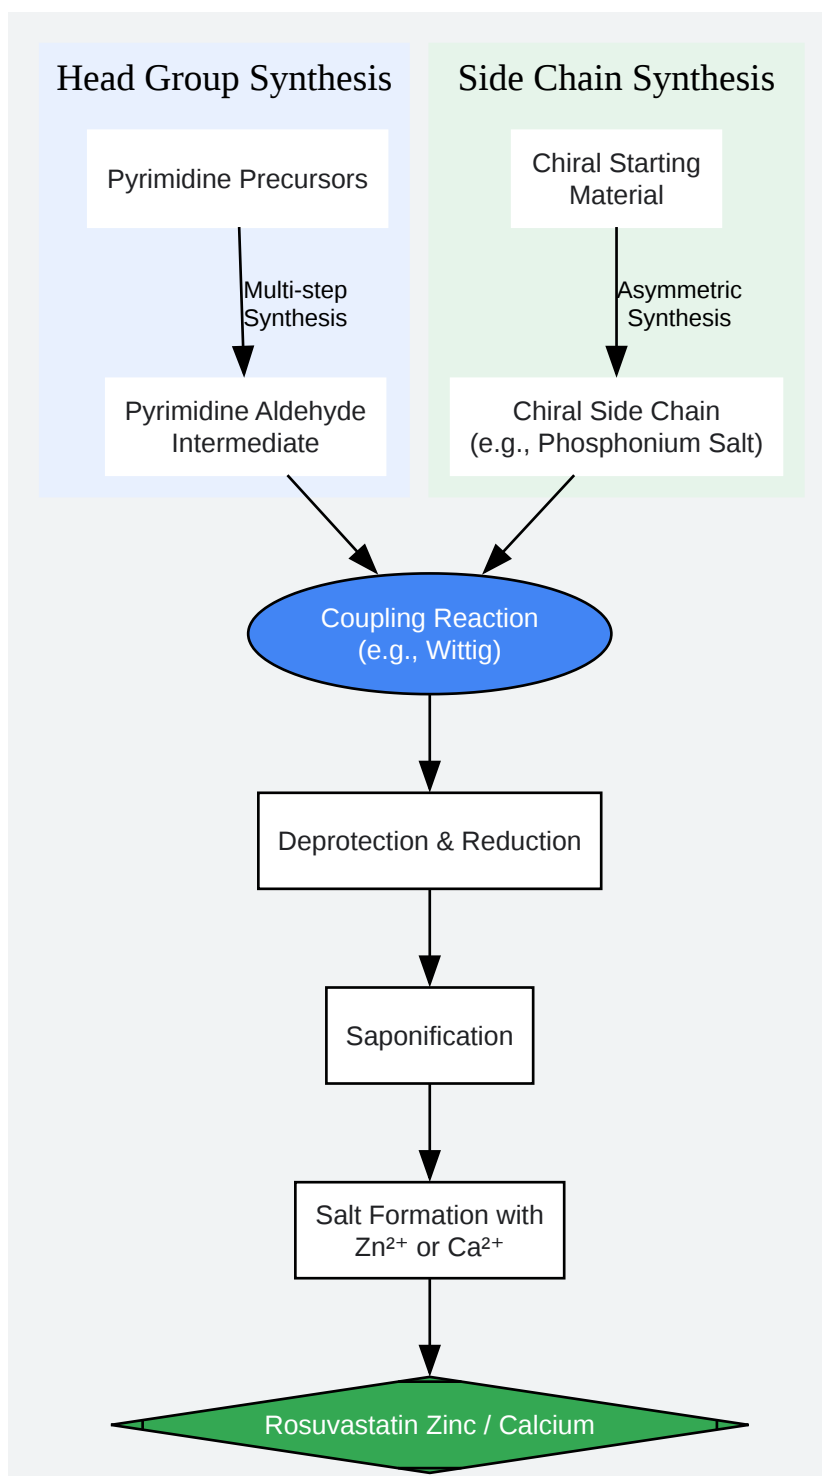 Head Group Synthesis
Pyrimidine Precursors
Multi-step
Synthesis
Pyrimidine Aldehyde
Intermediate
Side Chain Synthesis
Chiral Starting
Material
Asymmetric
Synthesis
Chiral Side Chain
(e.g., Phosphonium Salt)
Coupling Reaction
(e.g., Wittig)
Deprotection & Reduction
Saponification
Salt Formation with
Zn²⁺ or Ca²⁺
Rosuvastatin Zinc / Calcium